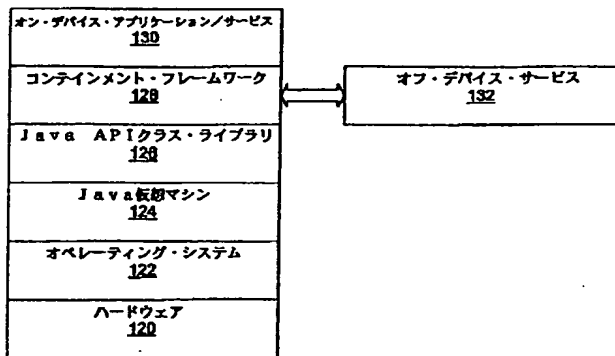 オン・デバイス・アプリケーション／サービス
130
コンテインメント・フレームワーク
128
オフ・デバイス・サービス
132
Ｊａｖａ　ＡＰＩクラス・ライブラリ
126
Ｊａｖａ仮想マシン
124
オペレーティング・システム
122
ハードウェア
120